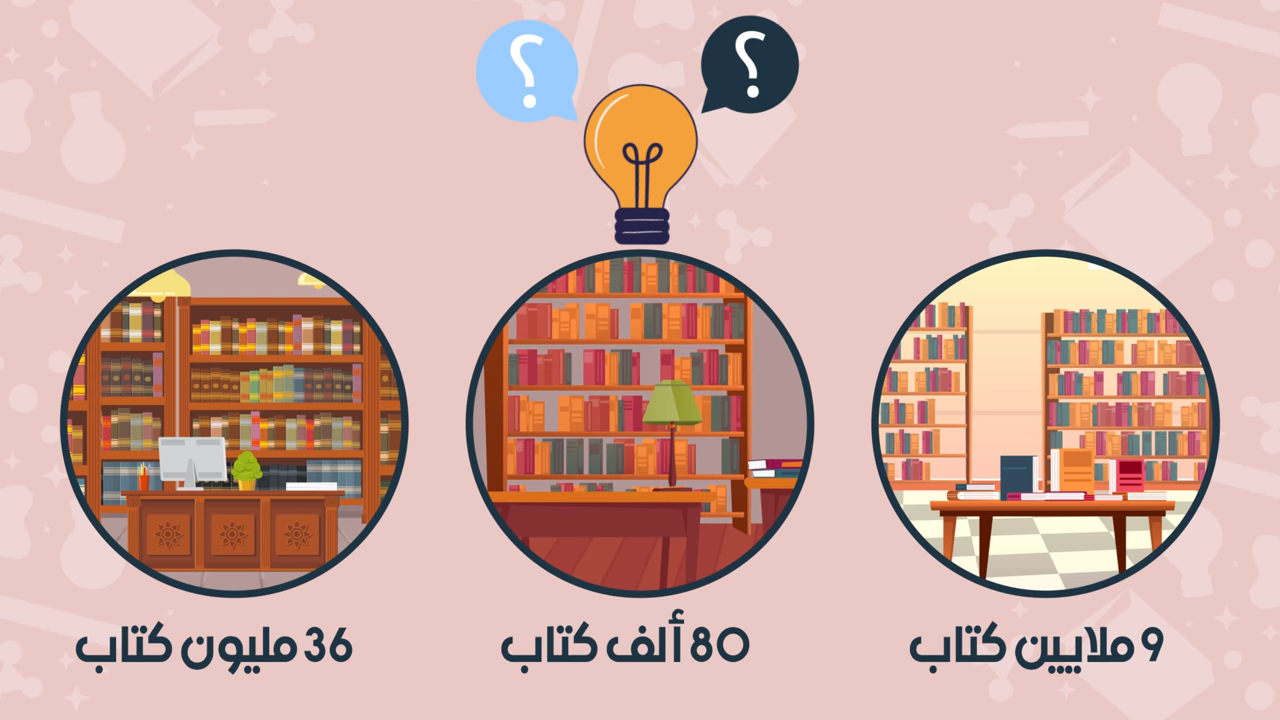 ؟
؟
9 ملايين كتاب
80 ألف كتاب
36 مليون كتاب